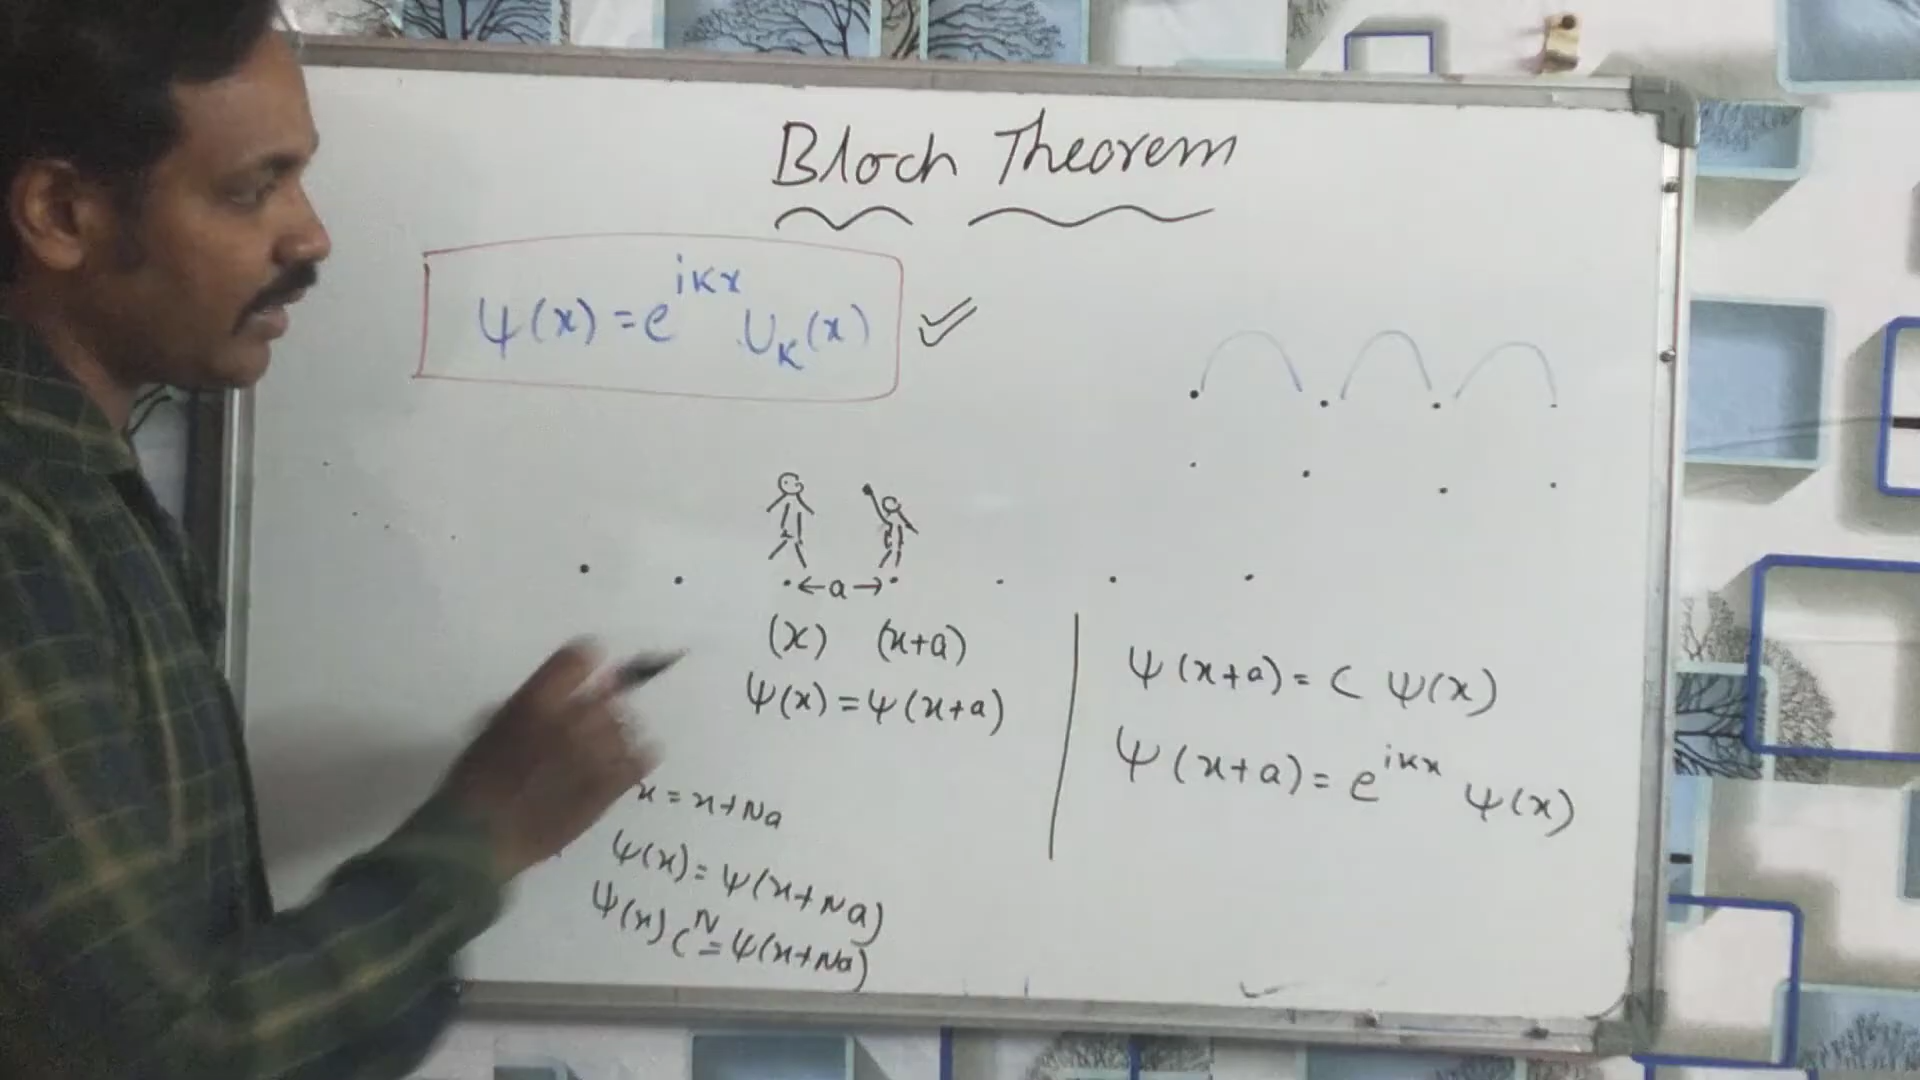 Bloch Theorem
ψ(x) = e^{ikx} U_K(x)
←a→
(x) (x+a)
ψ(x) = ψ(x+a)
x = x+Na
ψ(x) = ψ(x+Na)
ψ(x) C^N = ψ(x+Na)
ψ(x+a) = C ψ(x)
ψ(x+a) = e^{ikx} ψ(x)